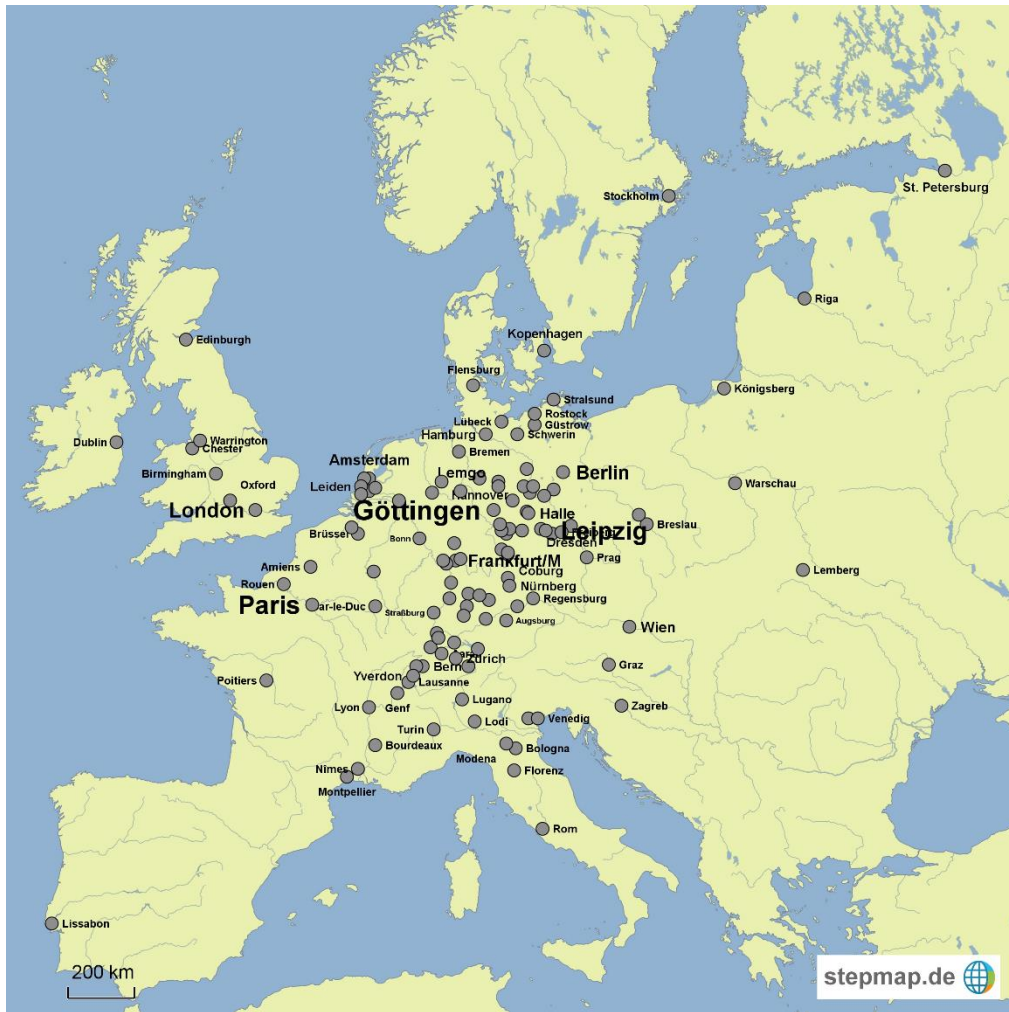 St. Petersburg
Stockholm
Riga
Edinburgh
Kopenhagen
Flensburg
Königsberg
Stralsund
Rostock
Lübeck
Güstrow
Hamburg
Schwerin
Dublin
Warrington
Chester
Bremen
Amsterdam
Birmingham
Lemgo
Berlin
Oxford
Leiden
Hannover
Warschau
London
Göttingen
Halle
Breslau
Leipzig
Brüssel
Bonn
Dresden
Prag
Amiens
Frankfurt/M
Lemberg
Coburg
Rouen
Nürnberg
Paris
Bar-le-Duc
Straßburg
Regensburg
Augsburg
Wien
Zürich
Yverdon
Bern
Graz
Poitiers
Lausanne
Lugano
Zagreb
Lyon
Genf
Lodi
Venedig
Turin
Bourdeaux
Bologna
Modena
Nîmes
Florenz
Montpellier
Rom
Lissabon
200 km
stepmap.de